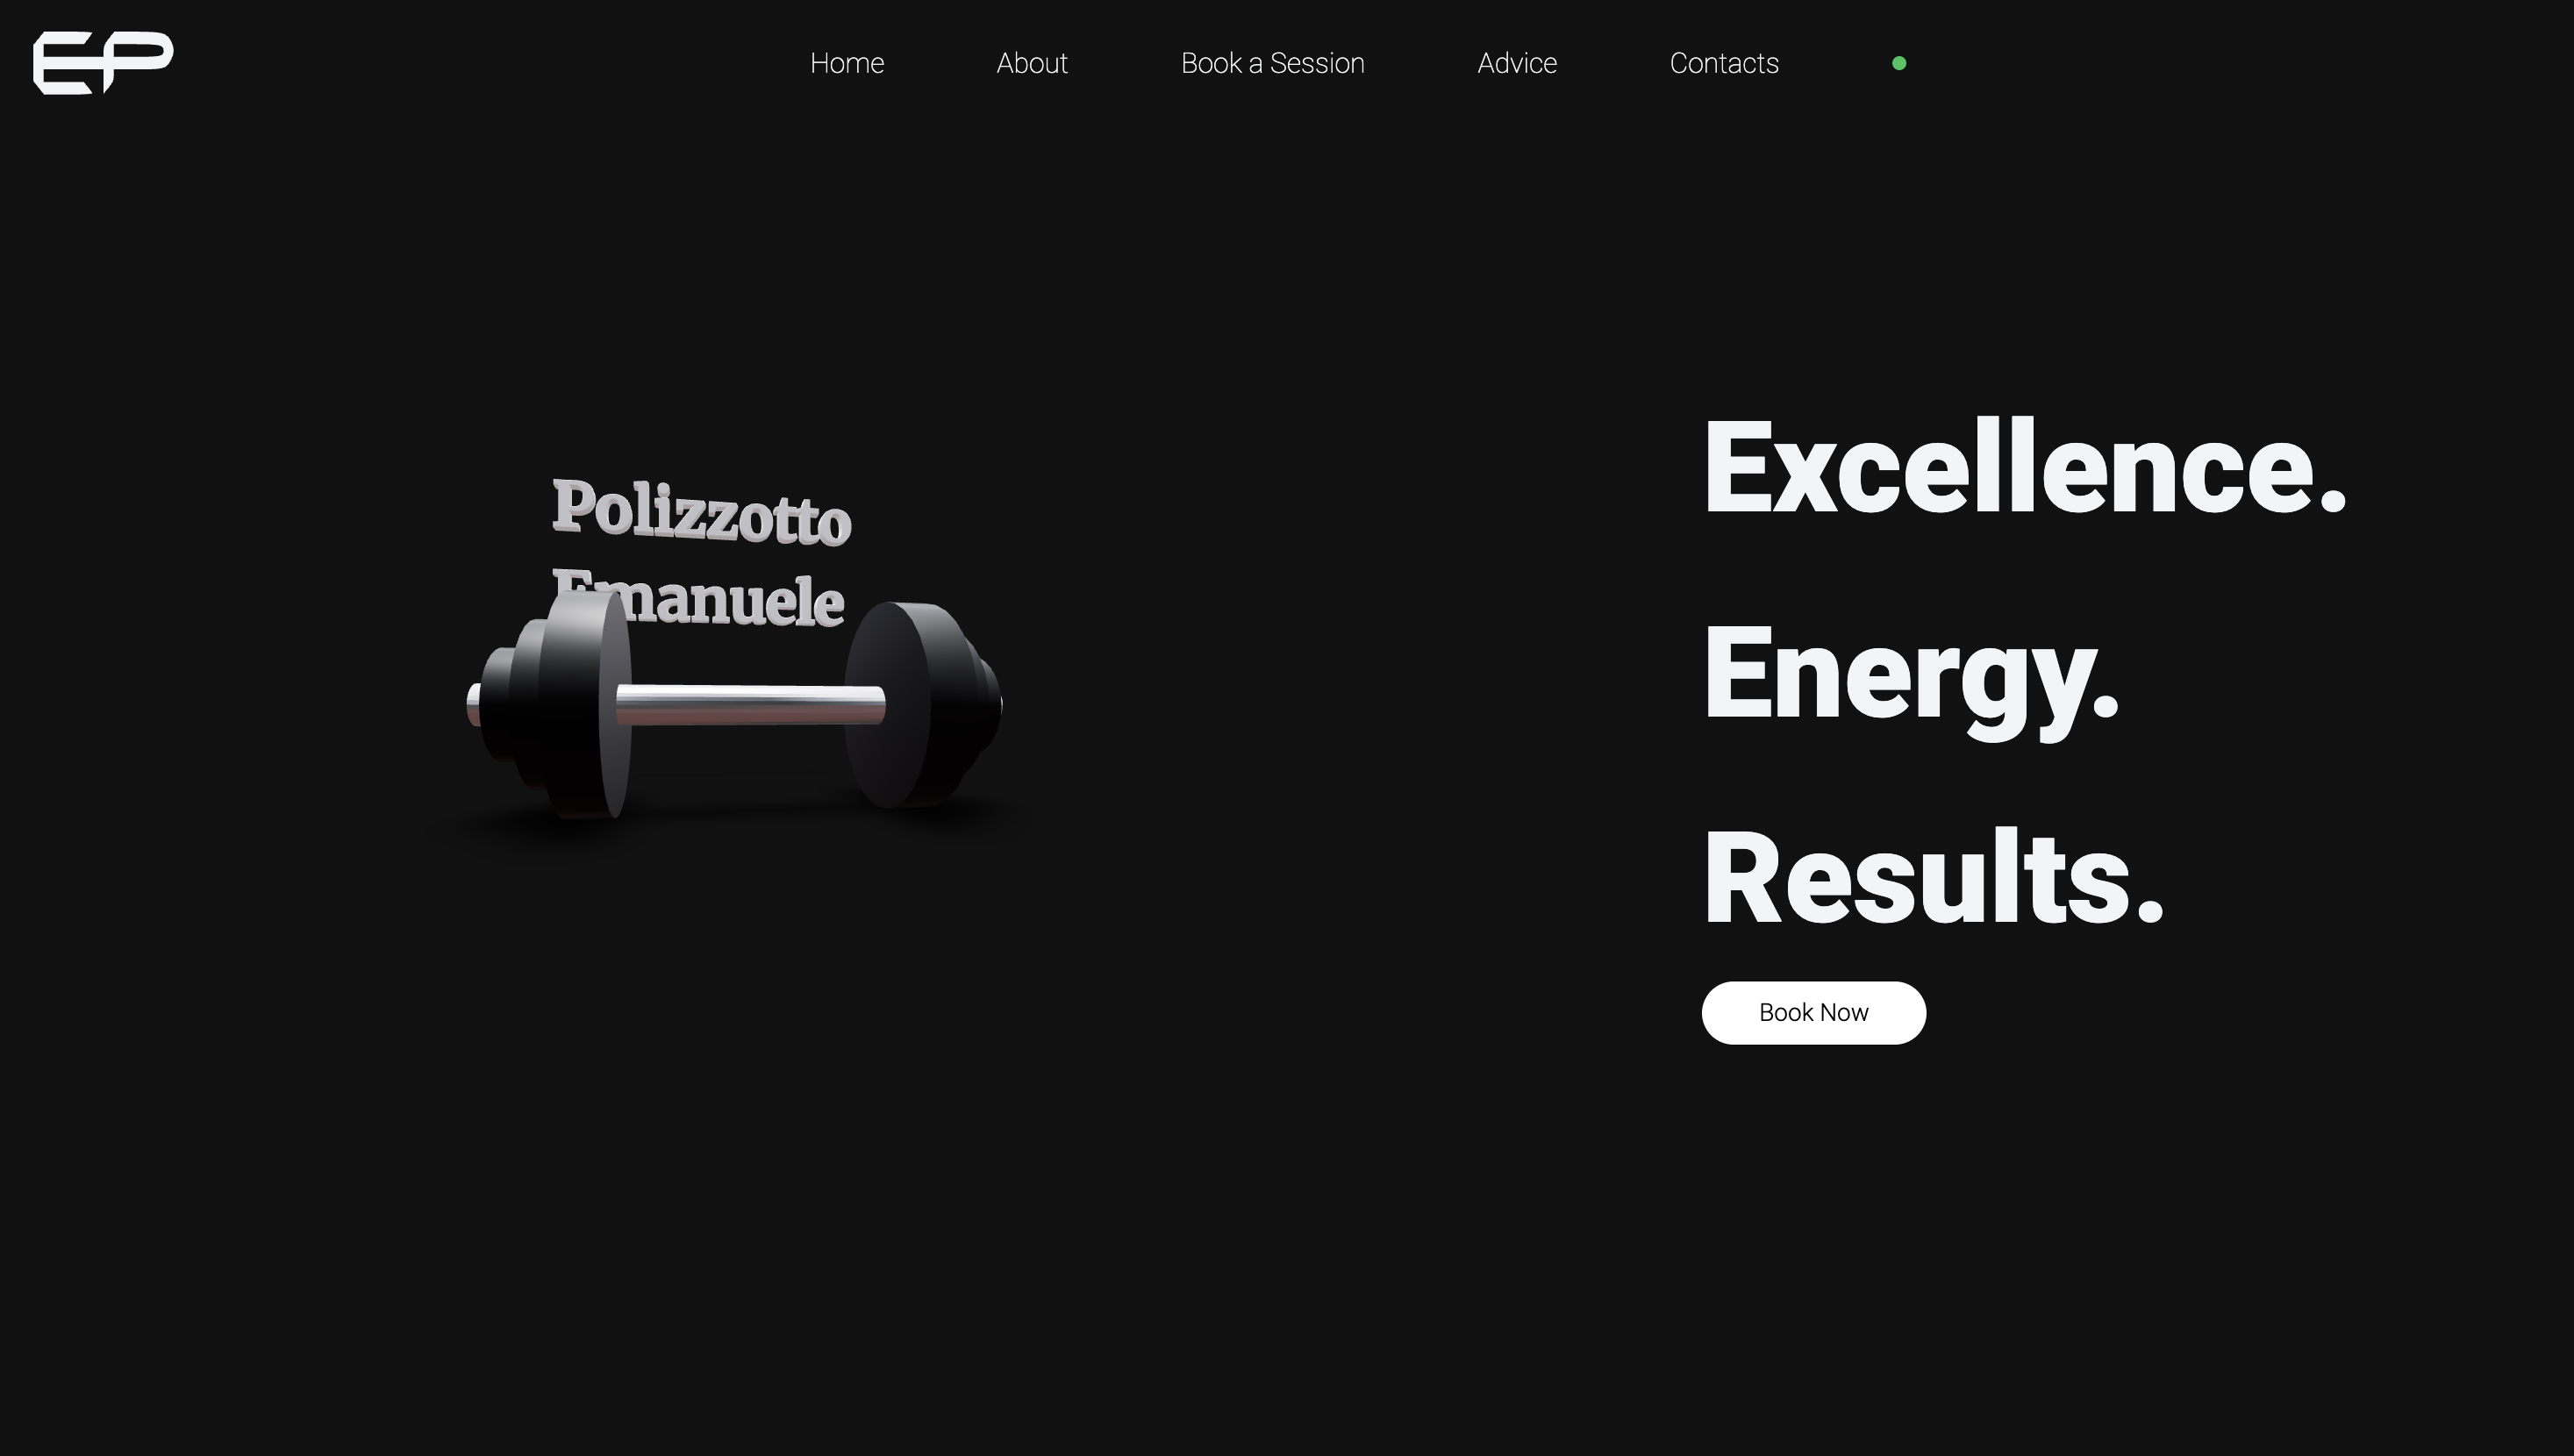 EP
Home
About
Book a Session
Advice
Contacts
Polizzotto
Emanuele
Excellence.
Energy.
Results.
Book Now